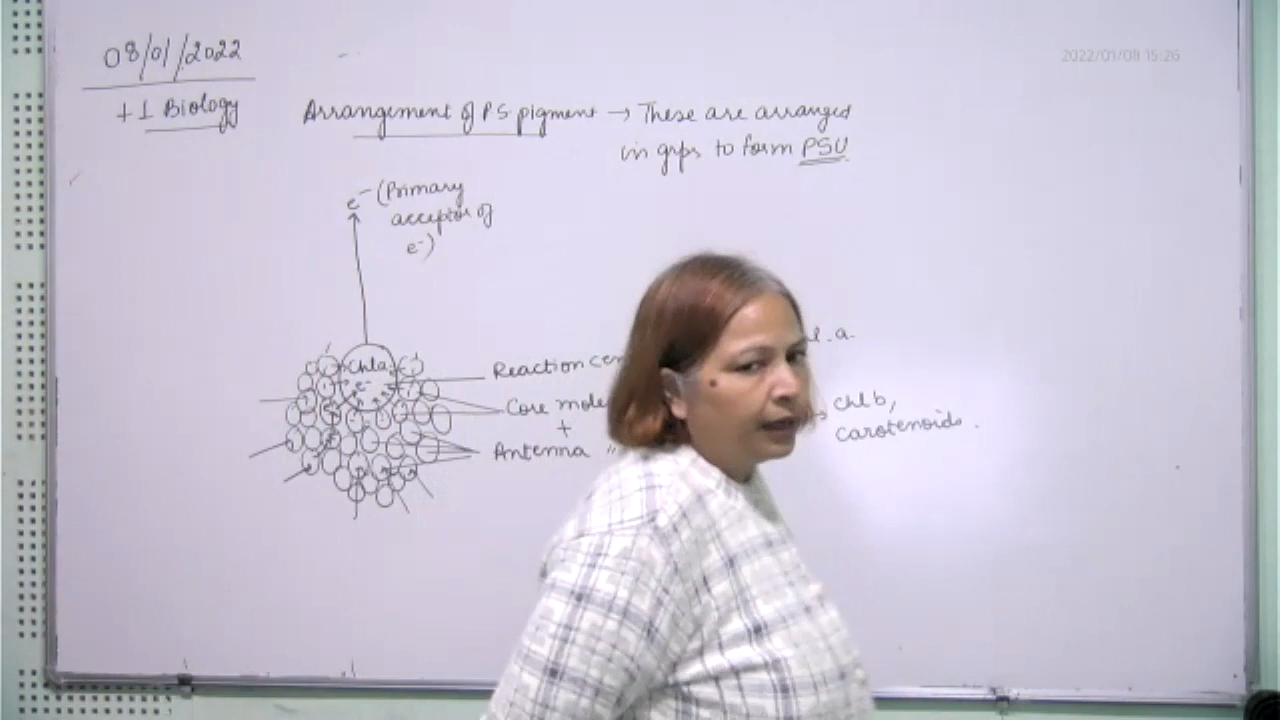 08/01/2022
2022/01/08 15:26
+1 Biology
Arrangement of PS pigment → These are arranged
in grps to form PSU
e⁻ (Primary
acceptor of
e⁻)
Chla
e⁻
Reaction cen
l.a.
Core mole
→ Chl b,
+
carotenoids.
Antenna "